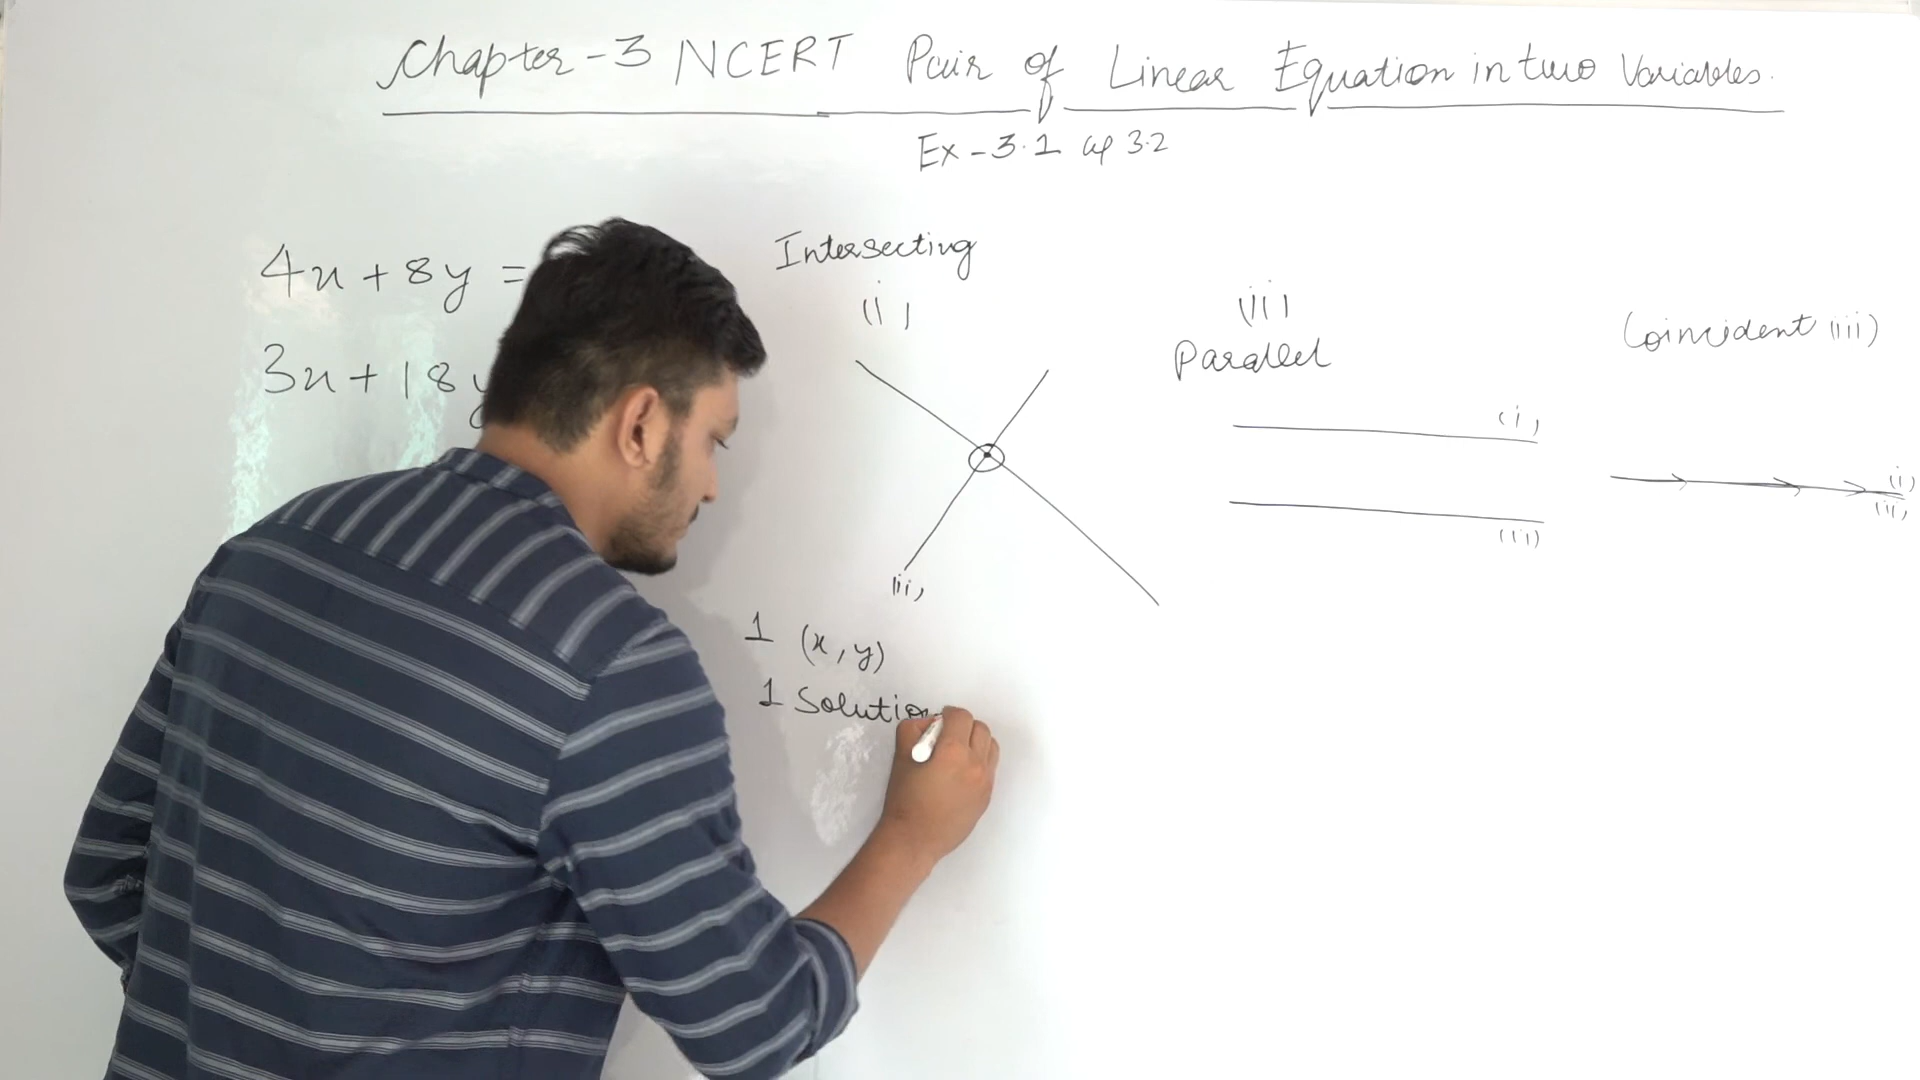 Chapter-3 NCERT Pair of Linear Equation in two Variables.
Ex-3.1 3.2
4x + 8y =
3x + 18y
Intersecting
(i)
(ii)
1 (x, y)
1 Solution
(ii)
Parallel
(i)
(ii)
Coincident (iii)
(i)
(ii)